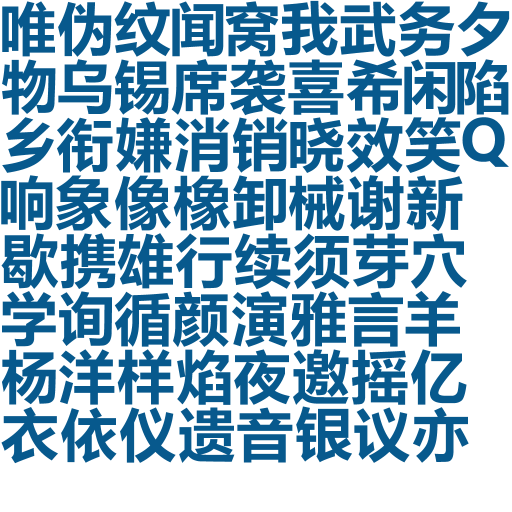 唯伪纹闻窝我武务夕
物乌锡席袭喜希闲陷
乡衔嫌消销晓效笑Q
响象像橡卸械谢新
歇携雄行续须芽穴
学询循颜演雅言羊
杨洋样焰夜邀摇亿
衣依仪遗音银议亦